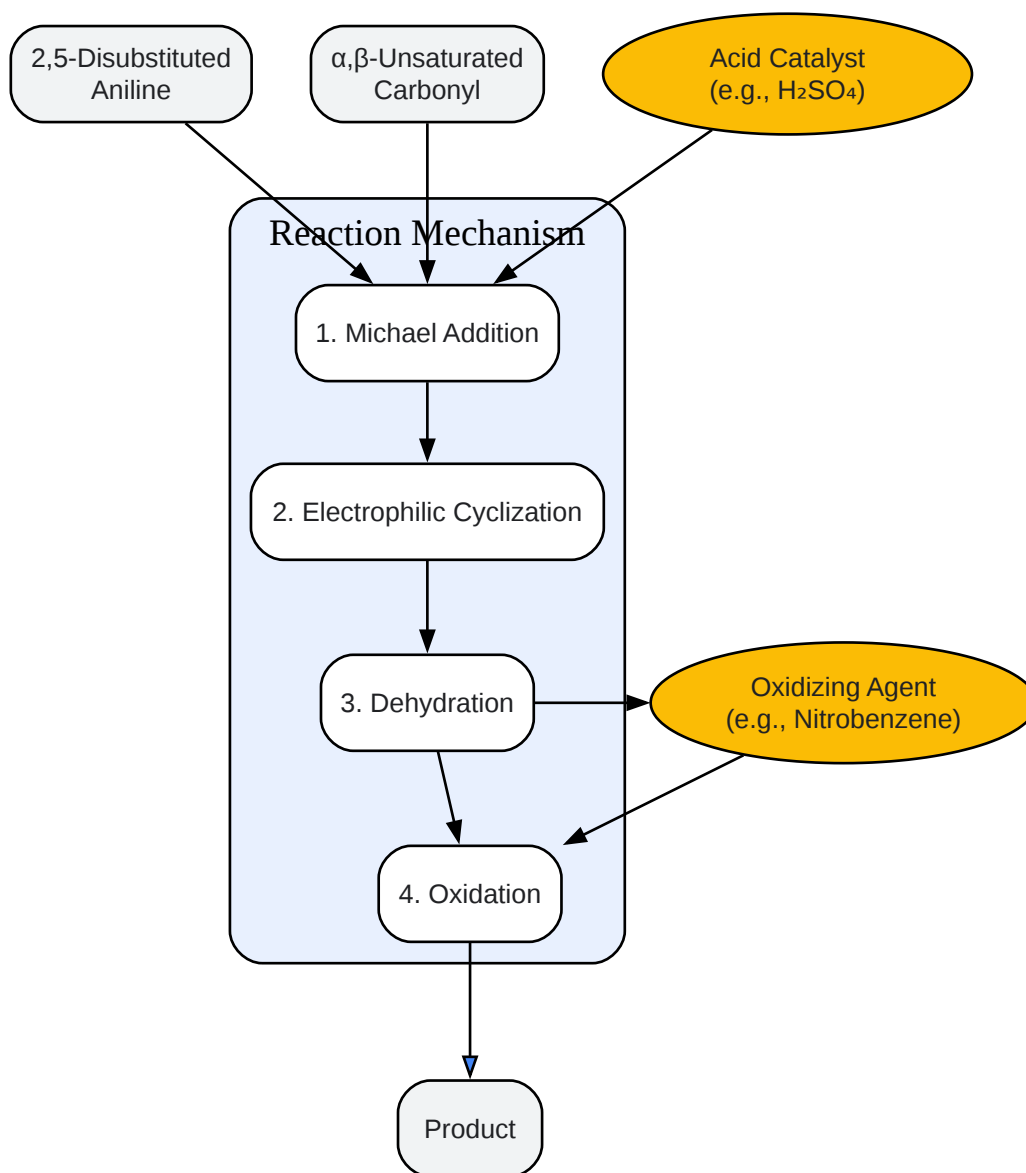 2,5-Disubstituted
Aniline
α,β-Unsaturated
Carbonyl
Acid Catalyst
(e.g., H₂SO₄)
Reaction Mechanism
1. Michael Addition
2. Electrophilic Cyclization
3. Dehydration
Oxidizing Agent
(e.g., Nitrobenzene)
4. Oxidation
Product